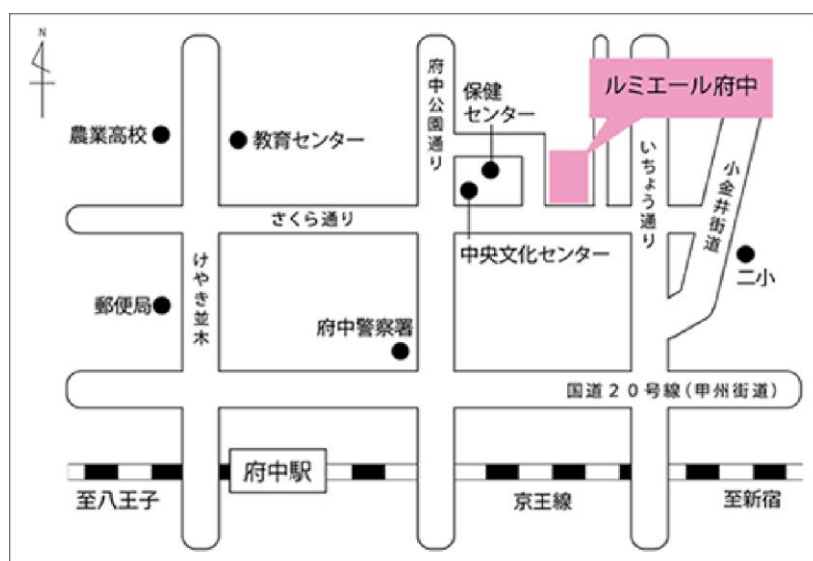 N
ルミエール府中
府中公園通り
保健
センター
農業高校
教育センター
いちょう通り
小金井街道
さくら通り
中央文化センター
けやき並木
二小
郵便局
府中警察署
国道20号線(甲州街道)
府中駅
至八王子
京王線
至新宿